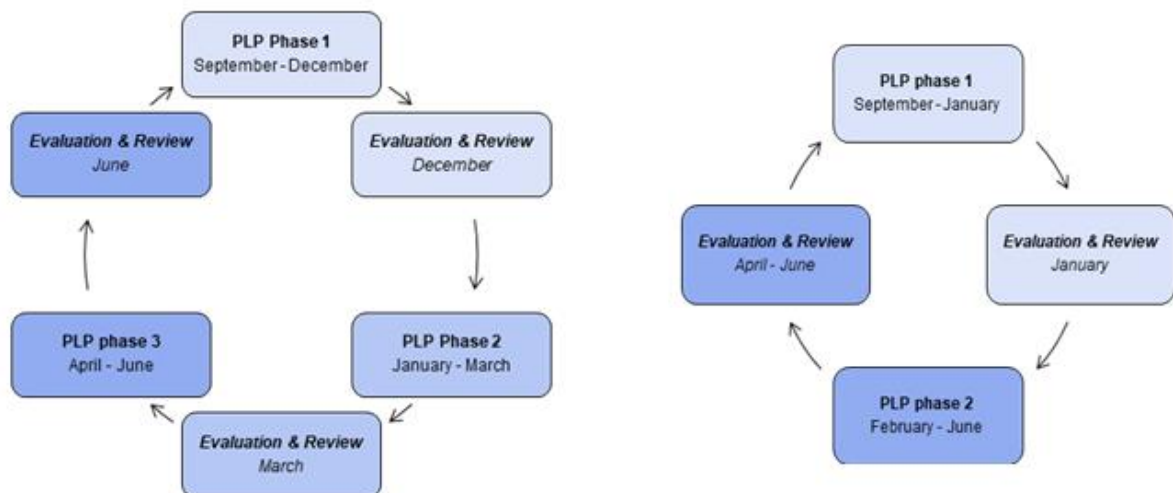 PLP Phase 1
September - December
Evaluation & Review
December
PLP Phase 2
January - March
Evaluation & Review
March
PLP phase 3
April - June
Evaluation & Review
June
PLP phase 1
September - January
Evaluation & Review
January
PLP phase 2
February - June
Evaluation & Review
April - June